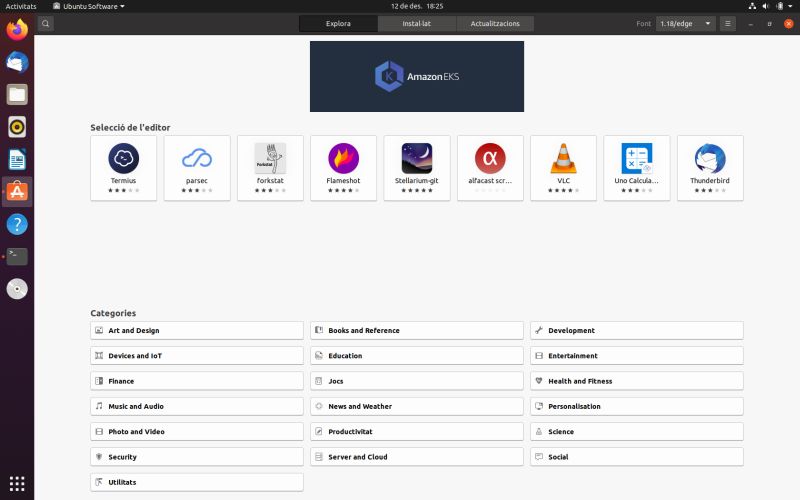 Activitats
Ubuntu Software
12 de des. 18:25
Explora
Instal·lat
Actualitzacions
Font
1.18/edge
K
Amazon EKS
Selecció de l'editor
Termius
parsec
Forkstat
forkstat
Flameshot
Stellarium-git
α
alfacast scr…
VLC
Uno Calcula…
Thunderbird
Categories
Art and Design
Books and Reference
Development
Devices and IoT
Education
Entertainment
Finance
Jocs
Health and Fitness
Music and Audio
News and Weather
Personalisation
Photo and Video
Productivitat
Science
Security
Server and Cloud
Social
Utilitats